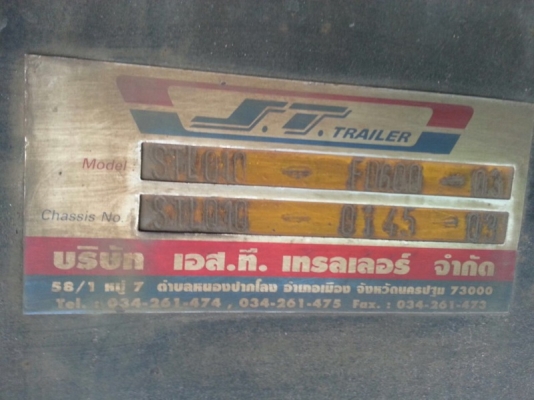 S.T. TRAILER
Model :
Chassis No.
0145
บริษัท เอส.ที. เทรลเลอร์ จำกัด
58/1 หมู่ 7 ตำบลหนองปากโลง อำเภอเมือง จังหวัดนครปฐม 73000
Tel. : 034-261-474 , 034-261-475 Fax. : 034-261-473